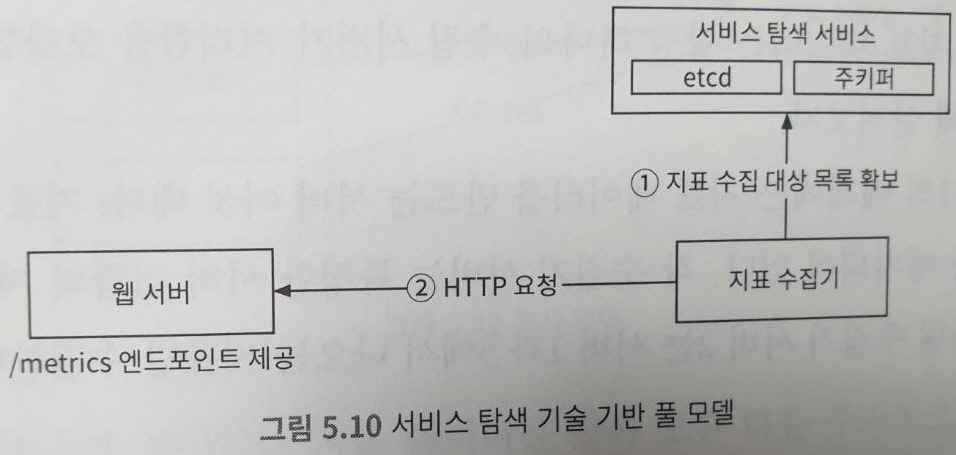 서비스 탐색 서비스
etcd
주키퍼
① 지표 수집 대상 목록 확보
웹 서버
② HTTP 요청
지표 수집기
/metrics 엔드포인트 제공
그림 5.10 서비스 탐색 기술 기반 풀 모델